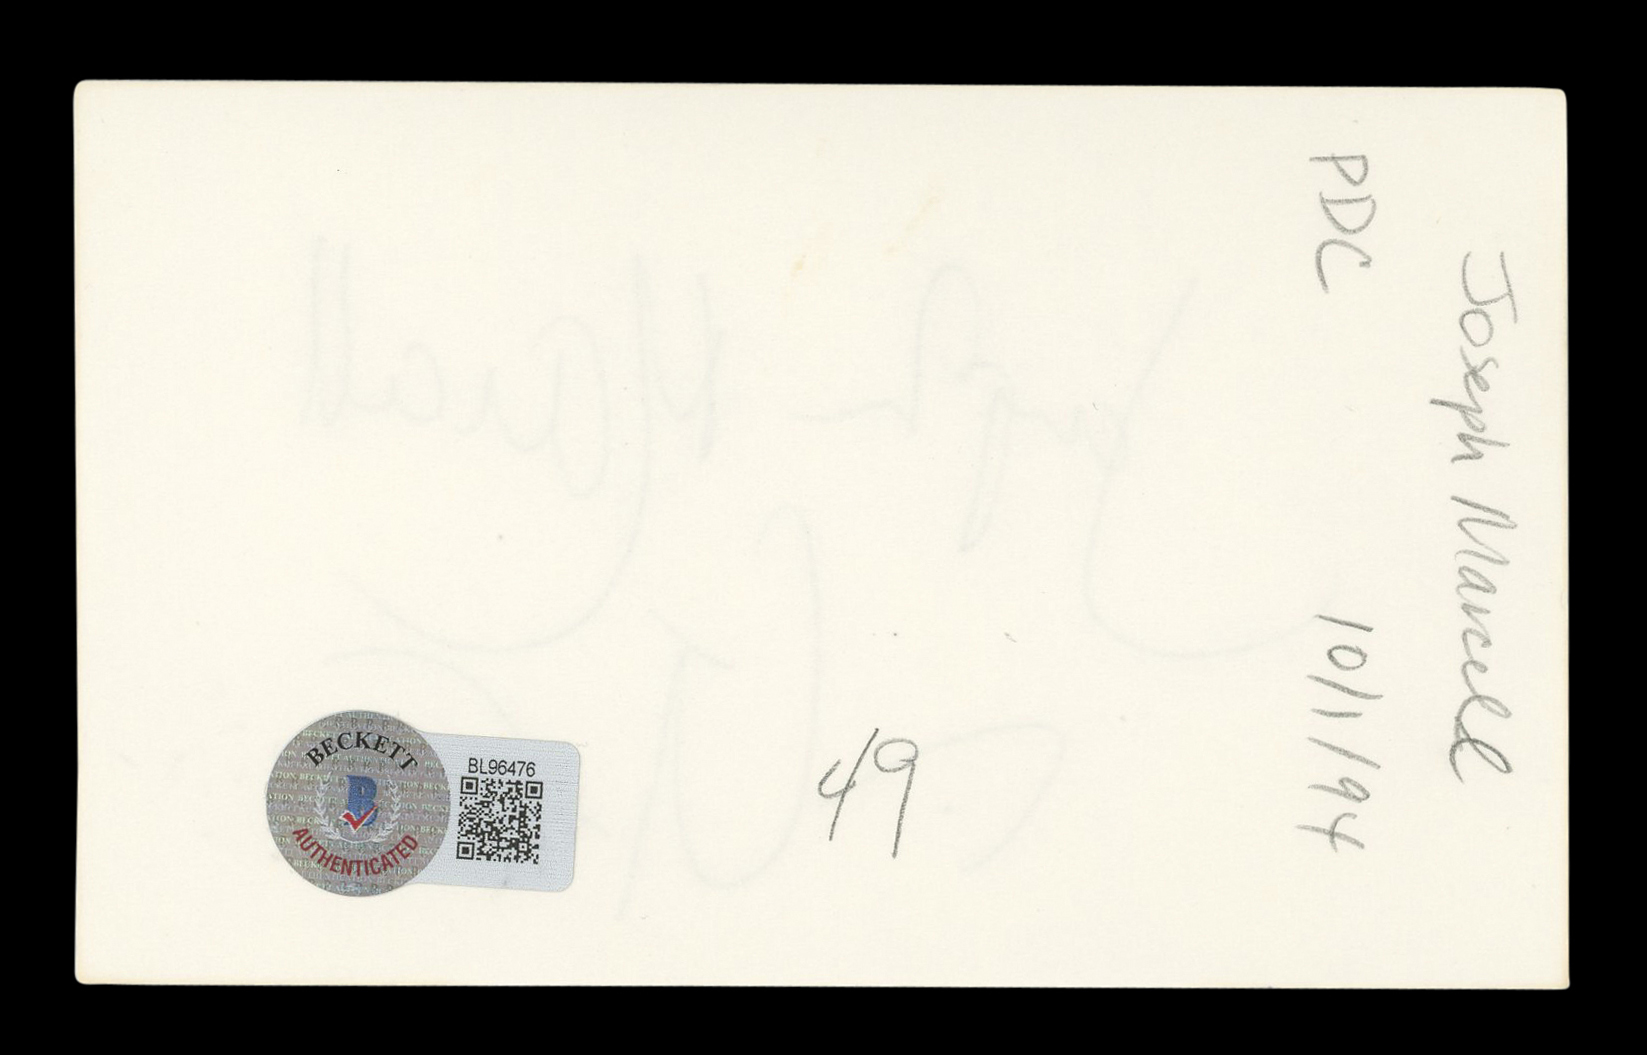 Joseph Marcell
PDC
10/1/94
49
BECKETT
B
AUTHENTICATED
BL96476